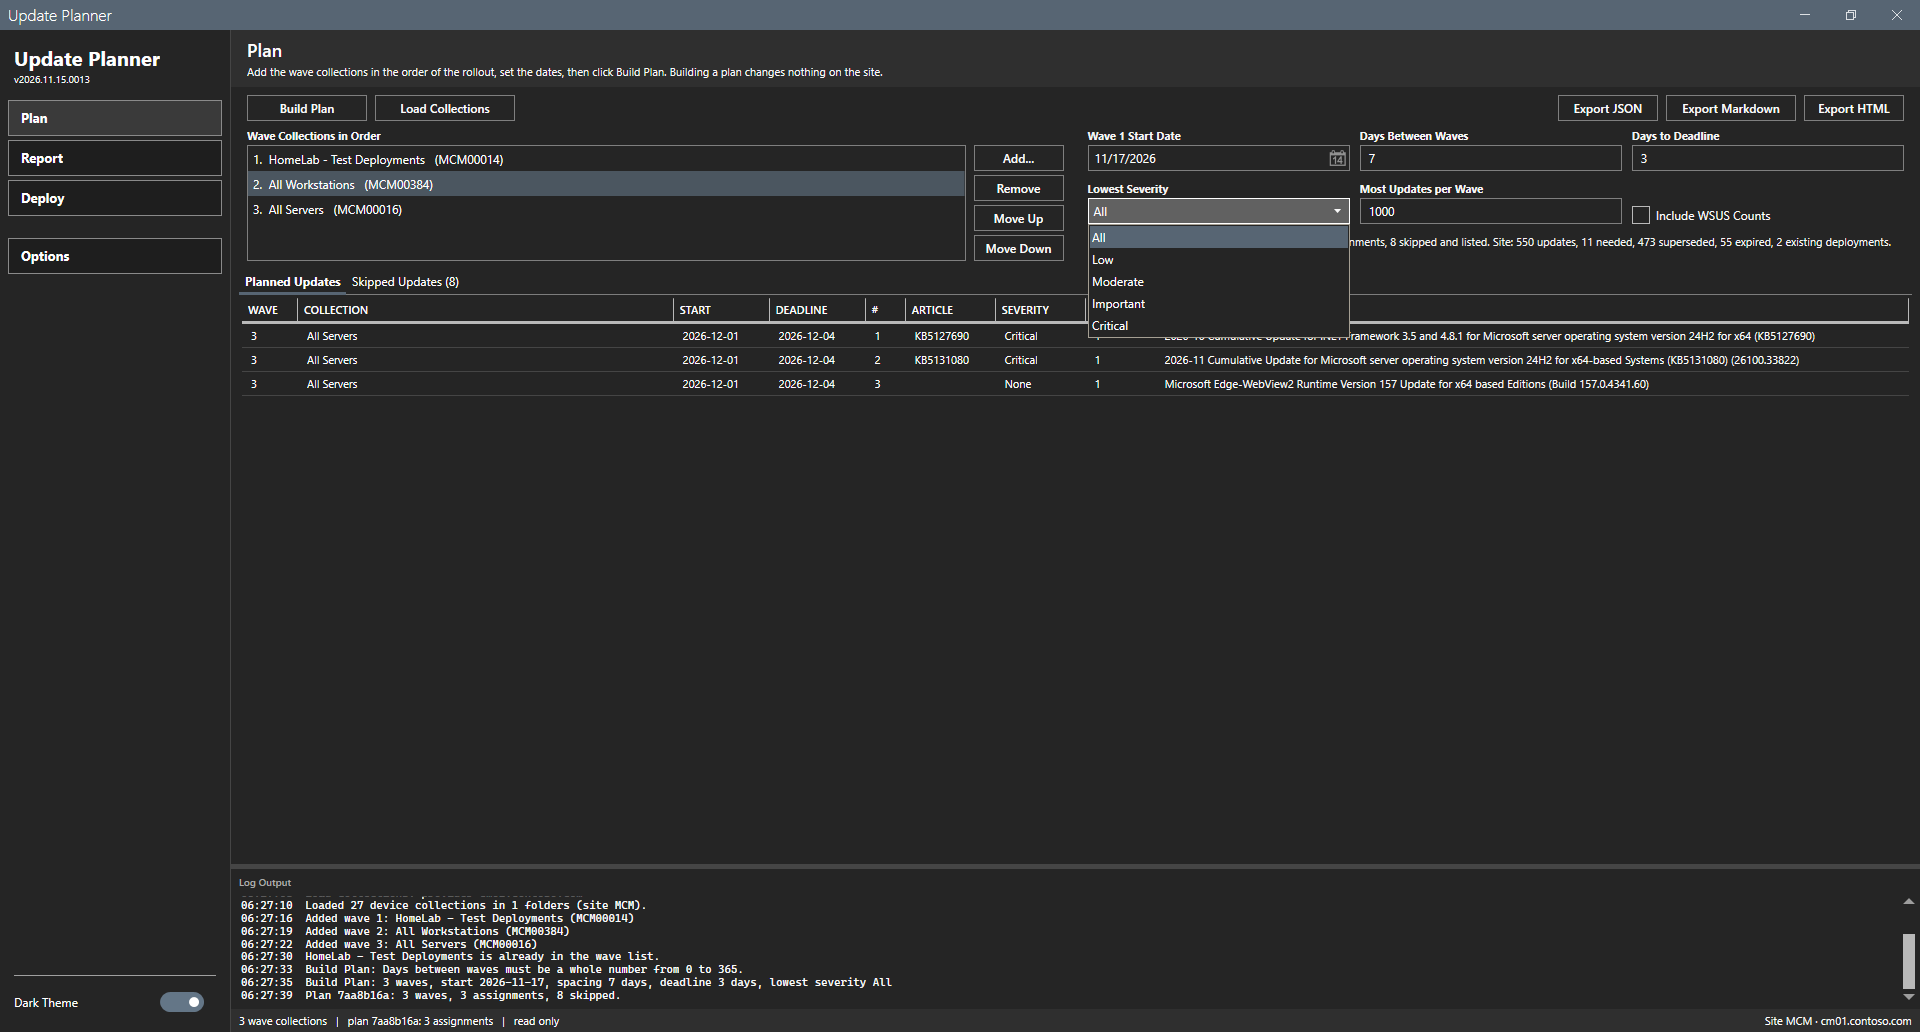 Update Planner
Update Planner
v2026.11.15.0013
Plan
Report
Deploy
Options
Dark Theme
Plan
Add the wave collections in the order of the rollout, set the dates, then click Build Plan. Building a plan changes nothing on the site.
Build Plan
Load Collections
Export JSON
Export Markdown
Export HTML
Wave Collections in Order
1. HomeLab - Test Deployments (MCM00014)
2. All Workstations (MCM00384)
3. All Servers (MCM00016)
Add...
Remove
Move Up
Move Down
Wave 1 Start Date
11/17/2026
14
Days Between Waves
7
Days to Deadline
3
Lowest Severity
All
Most Updates per Wave
1000
Include WSUS Counts
All
Low
Moderate
Important
Critical
8 skipped and listed. Site: 550 updates, 11 needed, 473 superseded, 55 expired, 2 existing deployments.
Planned Updates
Skipped Updates (8)
WAVE COLLECTION START DEADLINE # ARTICLE SEVERITY
3 All Servers 2026-12-01 2026-12-04 1 KB5127690 Critical Framework 3.5 and 4.8.1 for Microsoft server operating system version 24H2 for x64 (KB5127690)
3 All Servers 2026-12-01 2026-12-04 2 KB5131080 Critical 1 2026-11 Cumulative Update for Microsoft server operating system version 24H2 for x64-based Systems (KB5131080) (26100.33822)
3 All Servers 2026-12-01 2026-12-04 3 None 1 Microsoft Edge-WebView2 Runtime Version 157 Update for x64 based Editions (Build 157.0.4341.60)
Log Output
06:27:10 Loaded 27 device collections in 1 folders (site MCM).
06:27:16 Added wave 1: HomeLab - Test Deployments (MCM00014)
06:27:19 Added wave 2: All Workstations (MCM00384)
06:27:22 Added wave 3: All Servers (MCM00016)
06:27:30 HomeLab - Test Deployments is already in the wave list.
06:27:33 Build Plan: Days between waves must be a whole number from 0 to 365.
06:27:35 Build Plan: 3 waves, start 2026-11-17, spacing 7 days, deadline 3 days, lowest severity All
06:27:39 Plan 7aa8b16a: 3 waves, 3 assignments, 8 skipped.
3 wave collections | plan 7aa8b16a: 3 assignments | read only
Site MCM · cm01.contoso.com